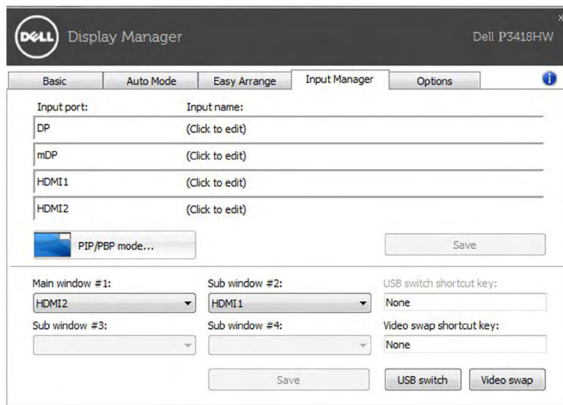 DELL Display Manager Dell P3418HW
Basic Auto Mode Easy Arrange Input Manager Options
Input port: Input name:
DP (Click to edit)
mDP (Click to edit)
HDMI1 (Click to edit)
HDMI2 (Click to edit)
PIP/PBP mode... Save
Main window #1: Sub window #2: USB switch shortcut key:
HDMI2 HDMI1 None
Sub window #3: Sub window #4: Video swap shortcut key:
None
Save USB switch Video swap